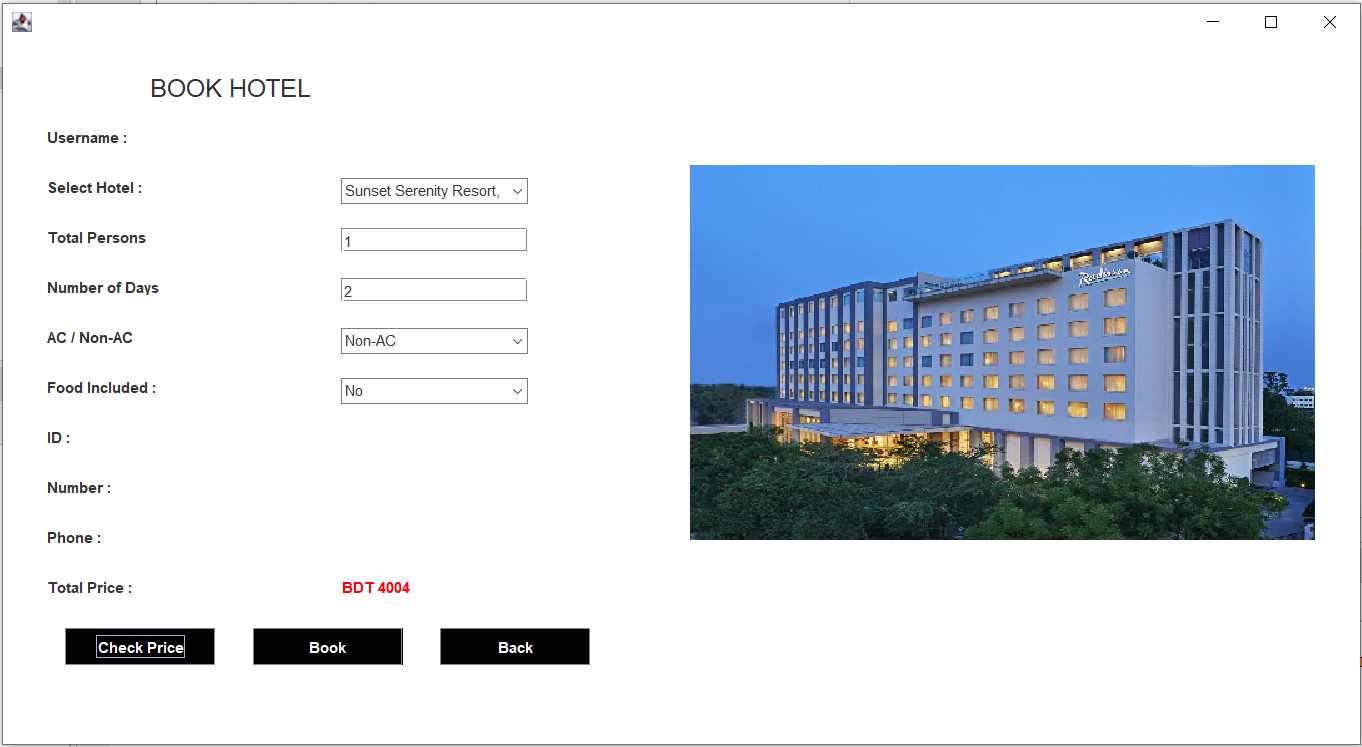 BOOK HOTEL
Username :
Select Hotel : Sunset Serenity Resort,
Total Persons 1
Number of Days 2
AC / Non-AC Non-AC
Food Included : No
ID :
Number :
Phone :
Total Price : BDT 4004
Check Price Book Back
Radisson